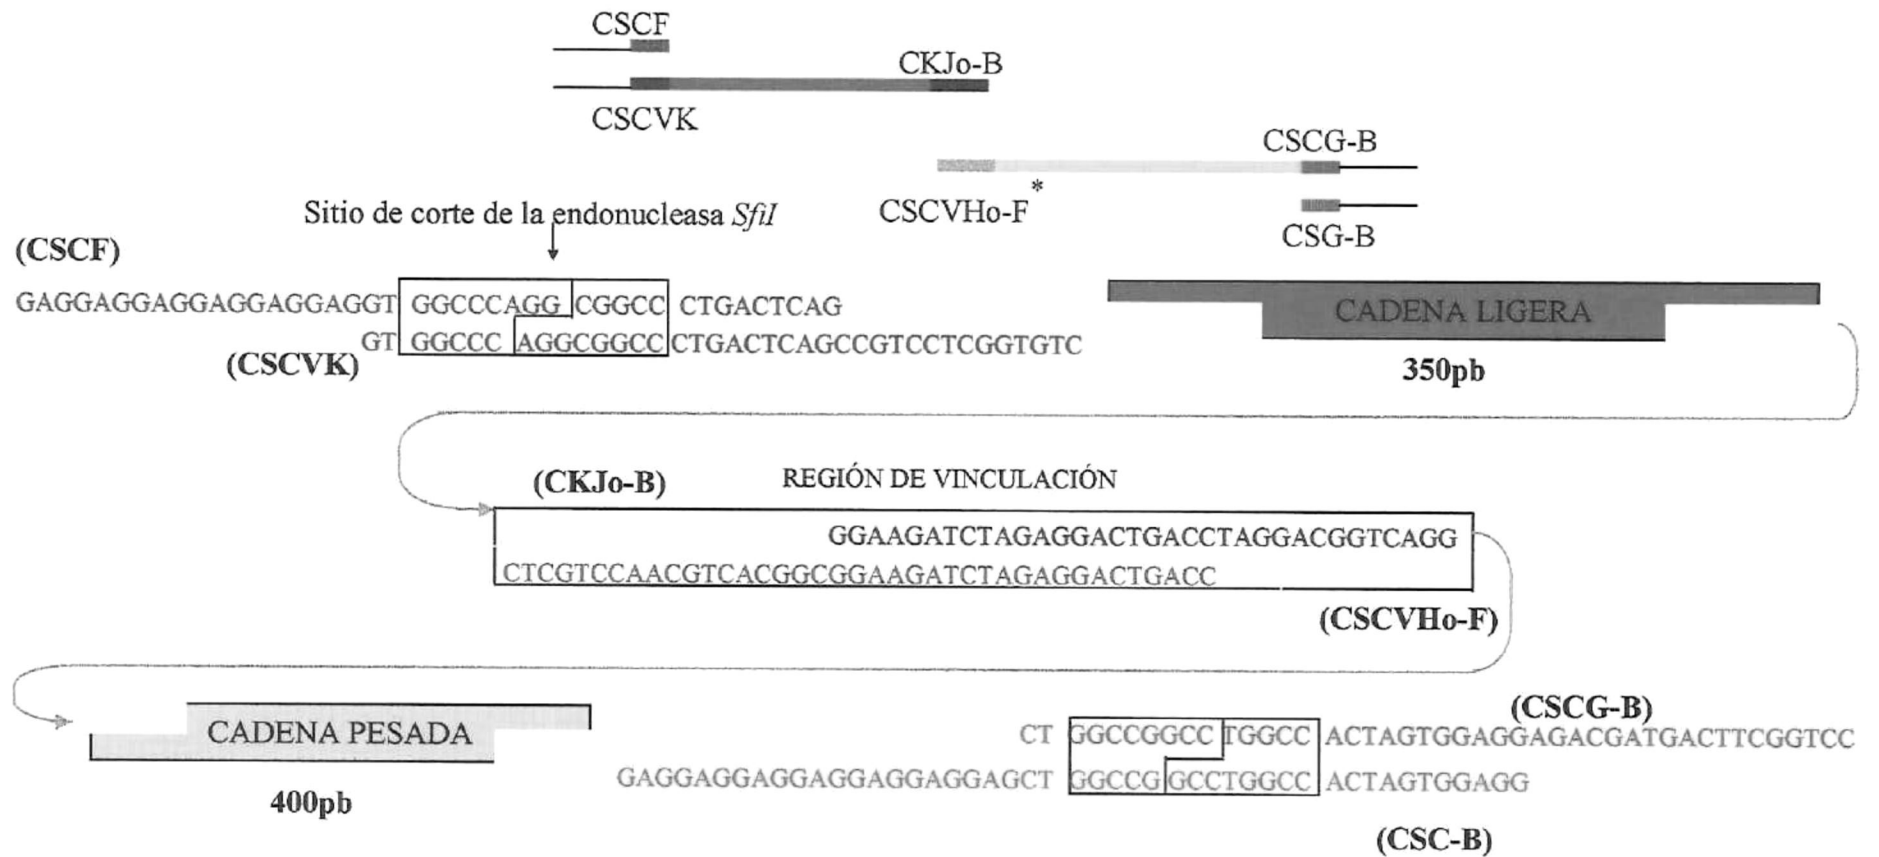 CSCF
CKJo-B
CSCVK
CSCG-B
*
CSCVHo-F
CSG-B
Sitio de corte de la endonucleasa SfiI
(CSCF)
GAGGAGGAGGAGGAGGAGGT GGCCCAGG CGGCC CTGACTCAG
GT GGCCC AGGCGGCC CTGACTCAGCCGTCCTCGGTGTC
(CSCVK)
CADENA LIGERA
350pb
(CKJo-B)
REGIÓN DE VINCULACIÓN
GGAAGATCTAGAGGACTGACCTAGGACGGTCAGG
CTCGTCCAACGTCACGGCGGAAGATCTAGAGGACTGACC
(CSCVHo-F)
CADENA PESADA
400pb
(CSCG-B)
CT GGCCGGCC TGGCC ACTAGTGGAGGAGACGATGACTTCGGTCC
GAGGAGGAGGAGGAGGAGGAGCT GGCCG GCCTGGCC ACTAGTGGAGG
(CSC-B)